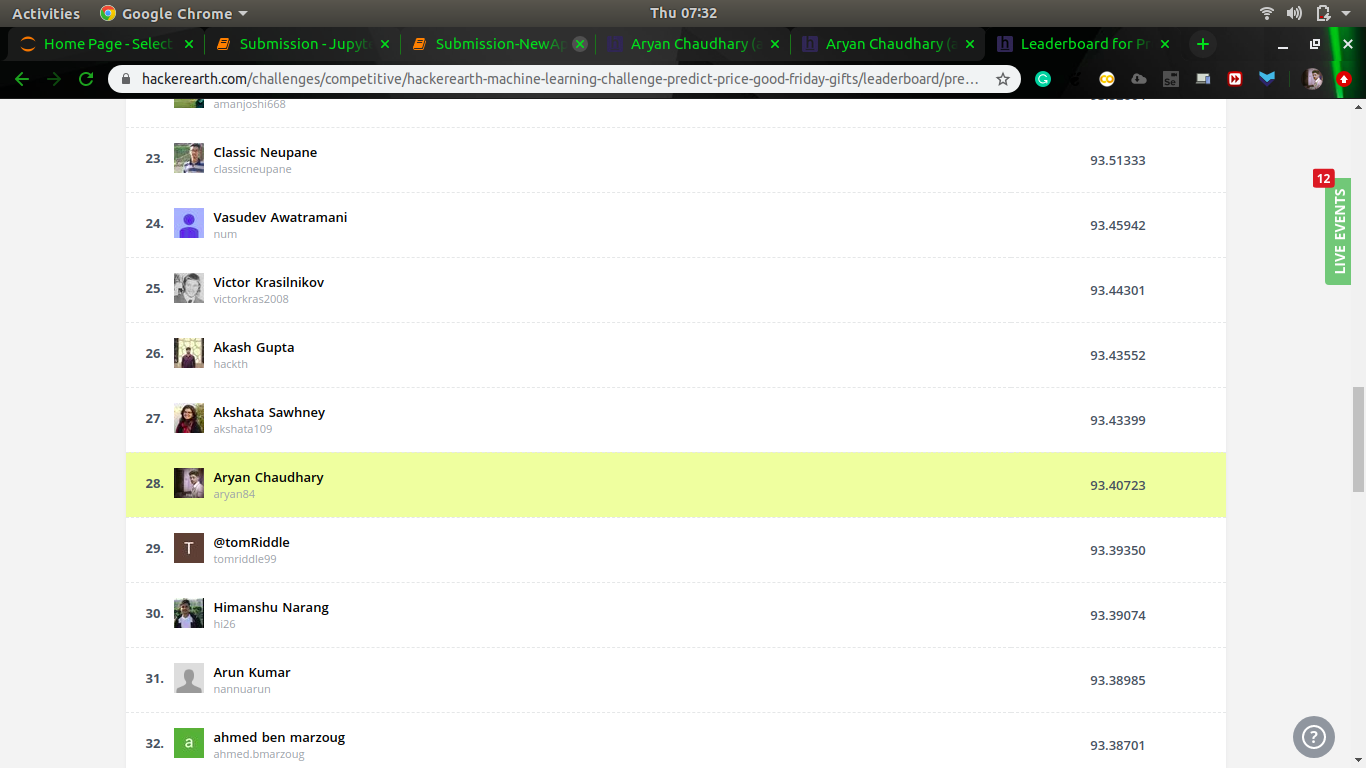 Activities
Google Chrome
Thu 07:32
Home Page - Select
Submission - Jupyt
Submission-NewAp
Aryan Chaudhary (a
Aryan Chaudhary (a
Leaderboard for Pr
hackerearth.com/challenges/competitive/hackerearth-machine-learning-challenge-predict-price-good-friday-gifts/leaderboard/pre...
amanjoshi668
23. Classic Neupane 93.51333
classicneupane
24. Vasudev Awatramani 93.45942
num
25. Victor Krasilnikov 93.44301
victorkras2008
26. Akash Gupta 93.43552
hackth
27. Akshata Sawhney 93.43399
akshata109
28. Aryan Chaudhary 93.40723
aryan84
29. T @tomRiddle 93.39350
tomriddle99
30. Himanshu Narang 93.39074
hi26
31. Arun Kumar 93.38985
nannuarun
32. a ahmed ben marzoug 93.38701
ahmed.bmarzoug
12
LIVE EVENTS
?